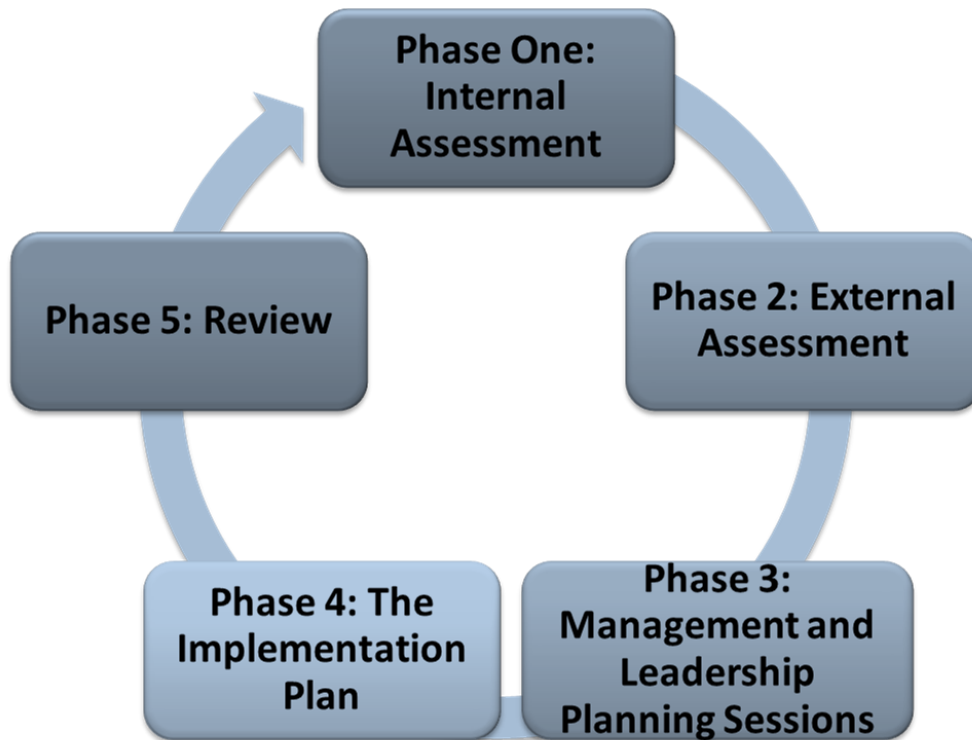 Phase One:
Internal
Assessment
Phase 2: External
Assessment
Phase 3:
Management and
Leadership
Planning Sessions
Phase 4: The
Implementation
Plan
Phase 5: Review